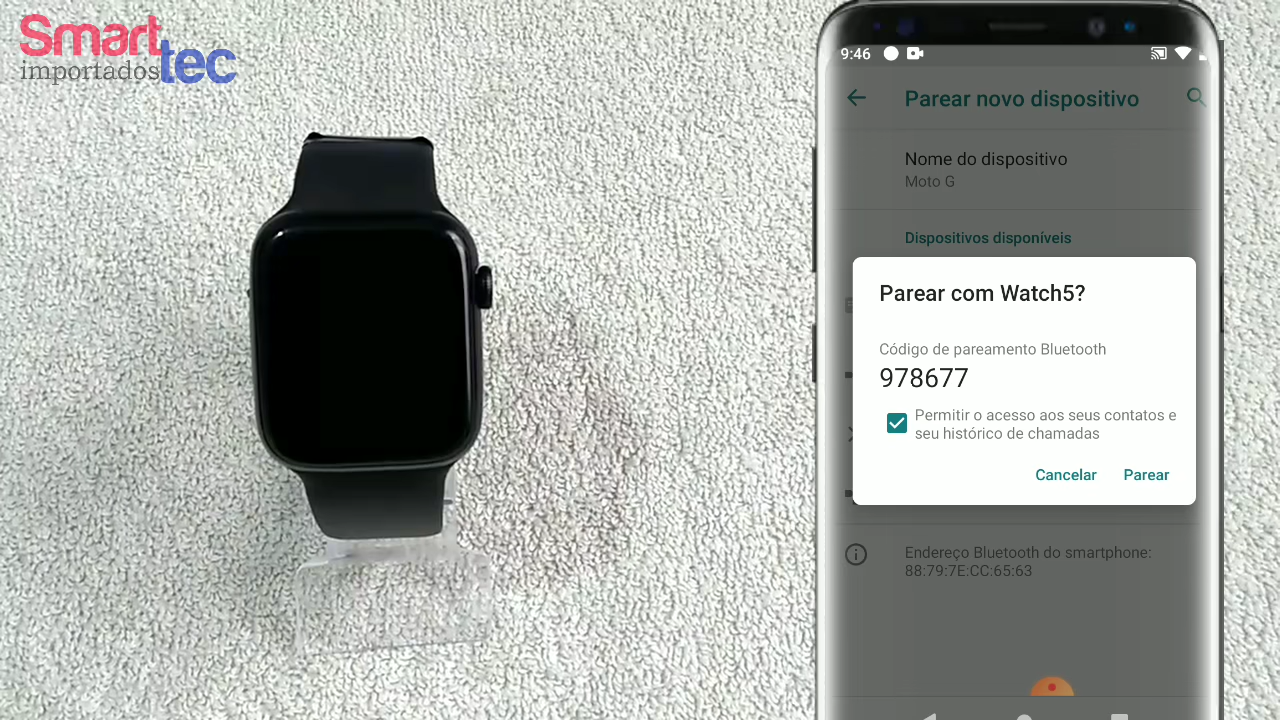 Smart
importados tec
9:46
Parear novo dispositivo
Nome do dispositivo
Moto G
Dispositivos disponíveis
Parear com Watch5?
Código de pareamento Bluetooth
978677
Permitir o acesso aos seus contatos e
seu histórico de chamadas
Cancelar Parear
Endereço Bluetooth do smartphone:
88:79:7E:CC:65:63